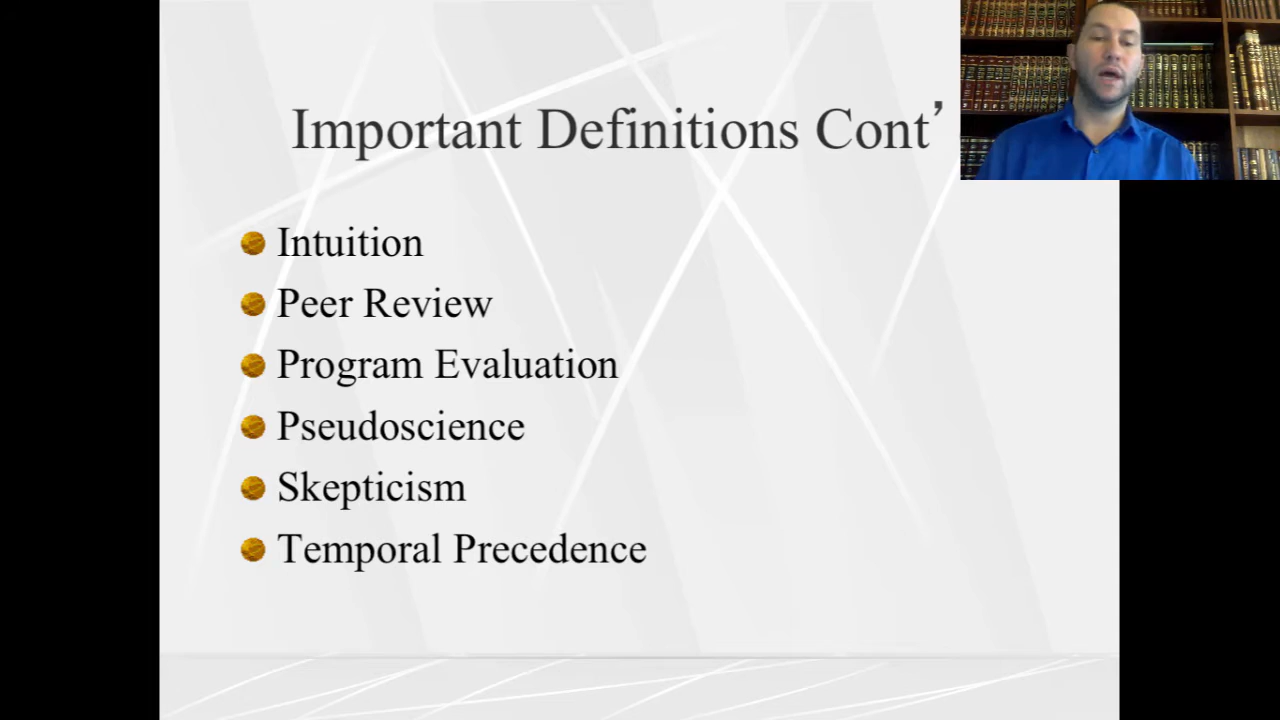 Important Definitions Cont’
Intuition
Peer Review
Program Evaluation
Pseudoscience
Skepticism
Temporal Precedence